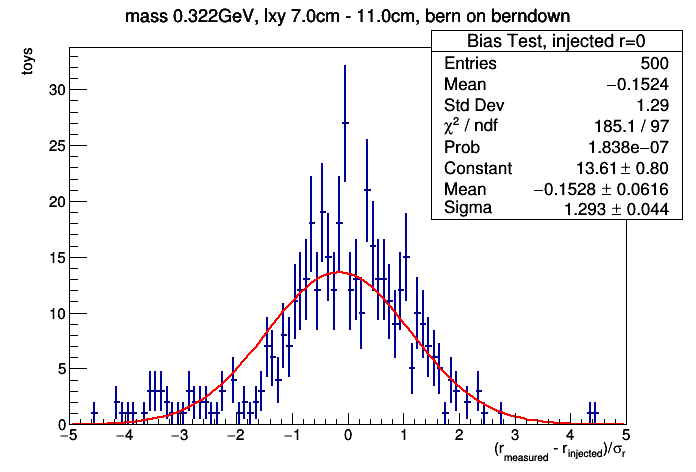 mass 0.322GeV, lxy 7.0cm - 11.0cm, bern on berndown
Bias Test, injected r=0
Entries 500
Mean −0.1524
Std Dev 1.29
χ² / ndf 185.1 / 97
Prob 1.838e−07
Constant 13.61 ± 0.80
Mean −0.1528 ± 0.0616
Sigma 1.293 ± 0.044
toys
30
25
20
15
10
5
0
−5 −4 −3 −2 −1 0 1 2 3 4 5
(r_measured - r_injected)/σ_r